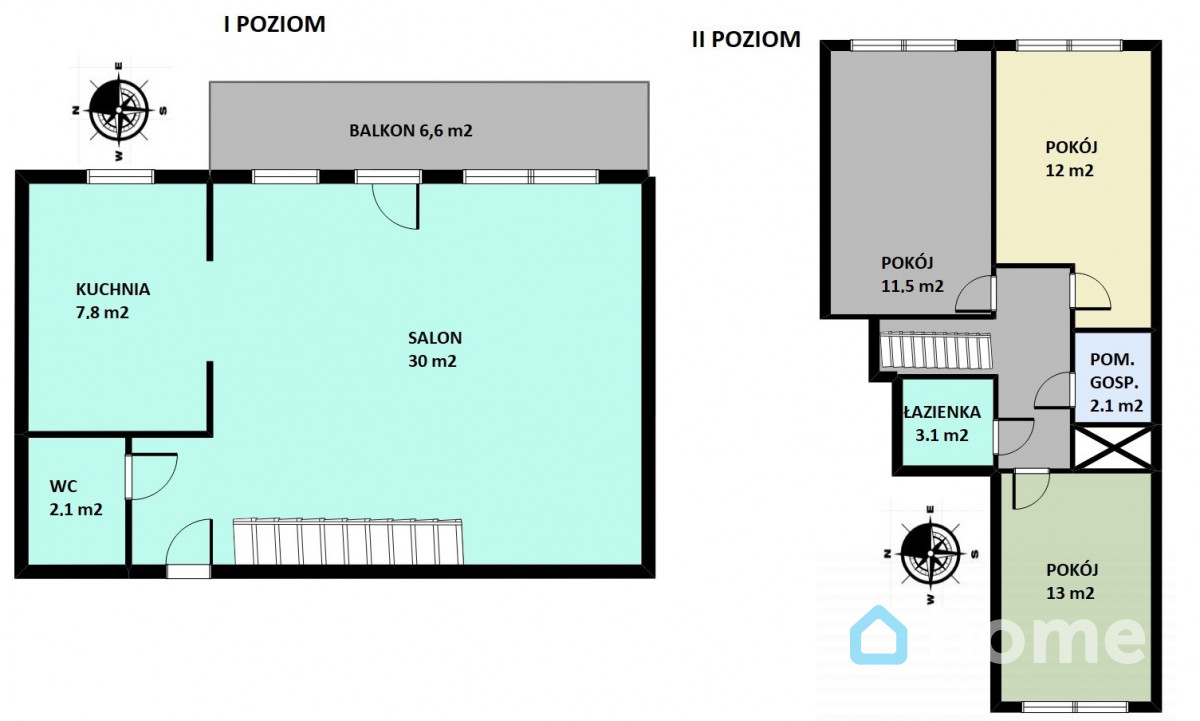 I POZIOM
E
N
S
W
BALKON 6,6 m2
KUCHNIA
7,8 m2
SALON
30 m2
WC
2,1 m2
II POZIOM
POKÓJ
12 m2
POKÓJ
11,5 m2
POM.
GOSP.
2.1 m2
ŁAZIENKA
3.1 m2
E
N
S
W
POKÓJ
13 m2
home